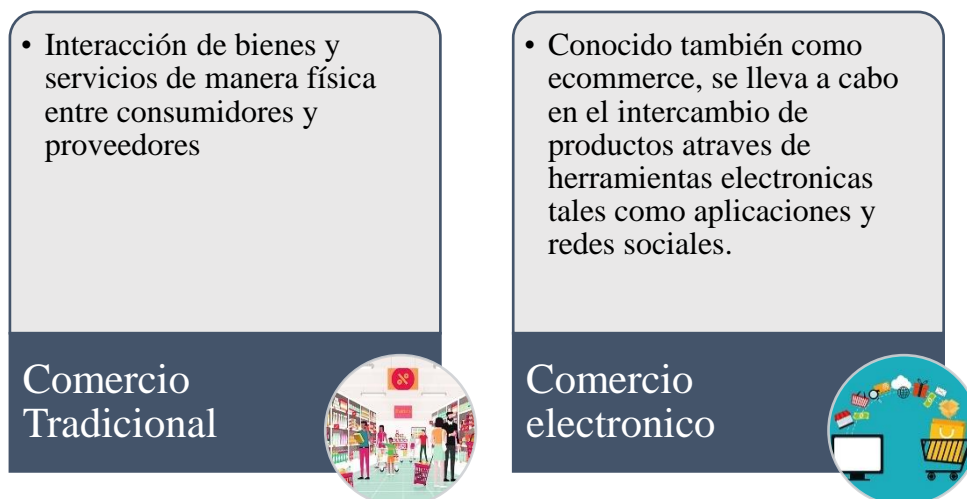 • Interacción de bienes y
servicios de manera física
entre consumidores y
proveedores
Comercio
Tradicional
• Conocido también como
ecommerce, se lleva a cabo
en el intercambio de
productos atraves de
herramientas electronicas
tales como aplicaciones y
redes sociales.
Comercio
electronico